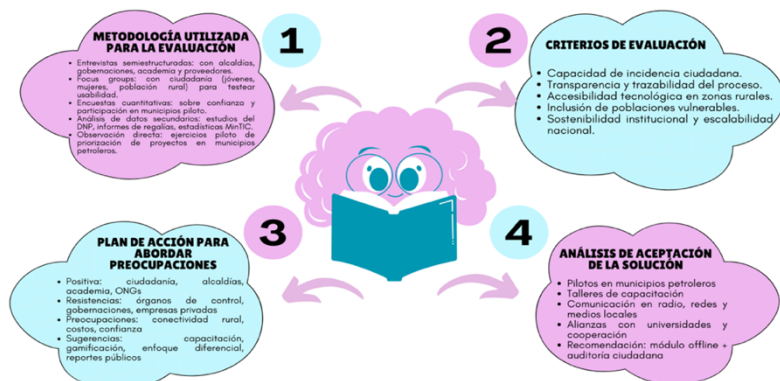 METODOLOGÍA UTILIZADA
PARA LA EVALUACIÓN
Entrevistas semiestructuradas: con alcaldías,
gobernaciones, academia y proveedores.
Focus groups: con ciudadanía (jóvenes,
mujeres, población rural) para testear
usabilidad.
Encuestas cuantitativas: sobre confianza y
participación en municipios piloto.
Análisis de datos secundarios: estudios del
DNP, informes de regalías, estadísticas MinTIC.
Observación directa: ejercicios piloto de
priorización de proyectos en municipios
petroleros.
1
2
CRITERIOS DE EVALUACIÓN
Capacidad de incidencia ciudadana.
Transparencia y trazabilidad del proceso.
Accesibilidad tecnológica en zonas rurales.
Inclusión de poblaciones vulnerables.
Sostenibilidad institucional y escalabilidad
nacional.
PLAN DE ACCIÓN PARA
ABORDAR
PREOCUPACIONES
Positiva: ciudadanía, alcaldías,
academia, ONGs
Resistencias: órganos de control,
gobernaciones, empresas privadas
Preocupaciones: conectividad rural,
costos, confianza
Sugerencias: capacitación,
gamificación, enfoque diferencial,
reportes públicos
3
4
ANÁLISIS DE ACEPTACIÓN
DE LA SOLUCIÓN
Pilotos en municipios petroleros
Talleres de capacitación
Comunicación en radio, redes y
medios locales
Alianzas con universidades y
cooperación
Recomendación: módulo offline +
auditoría ciudadana